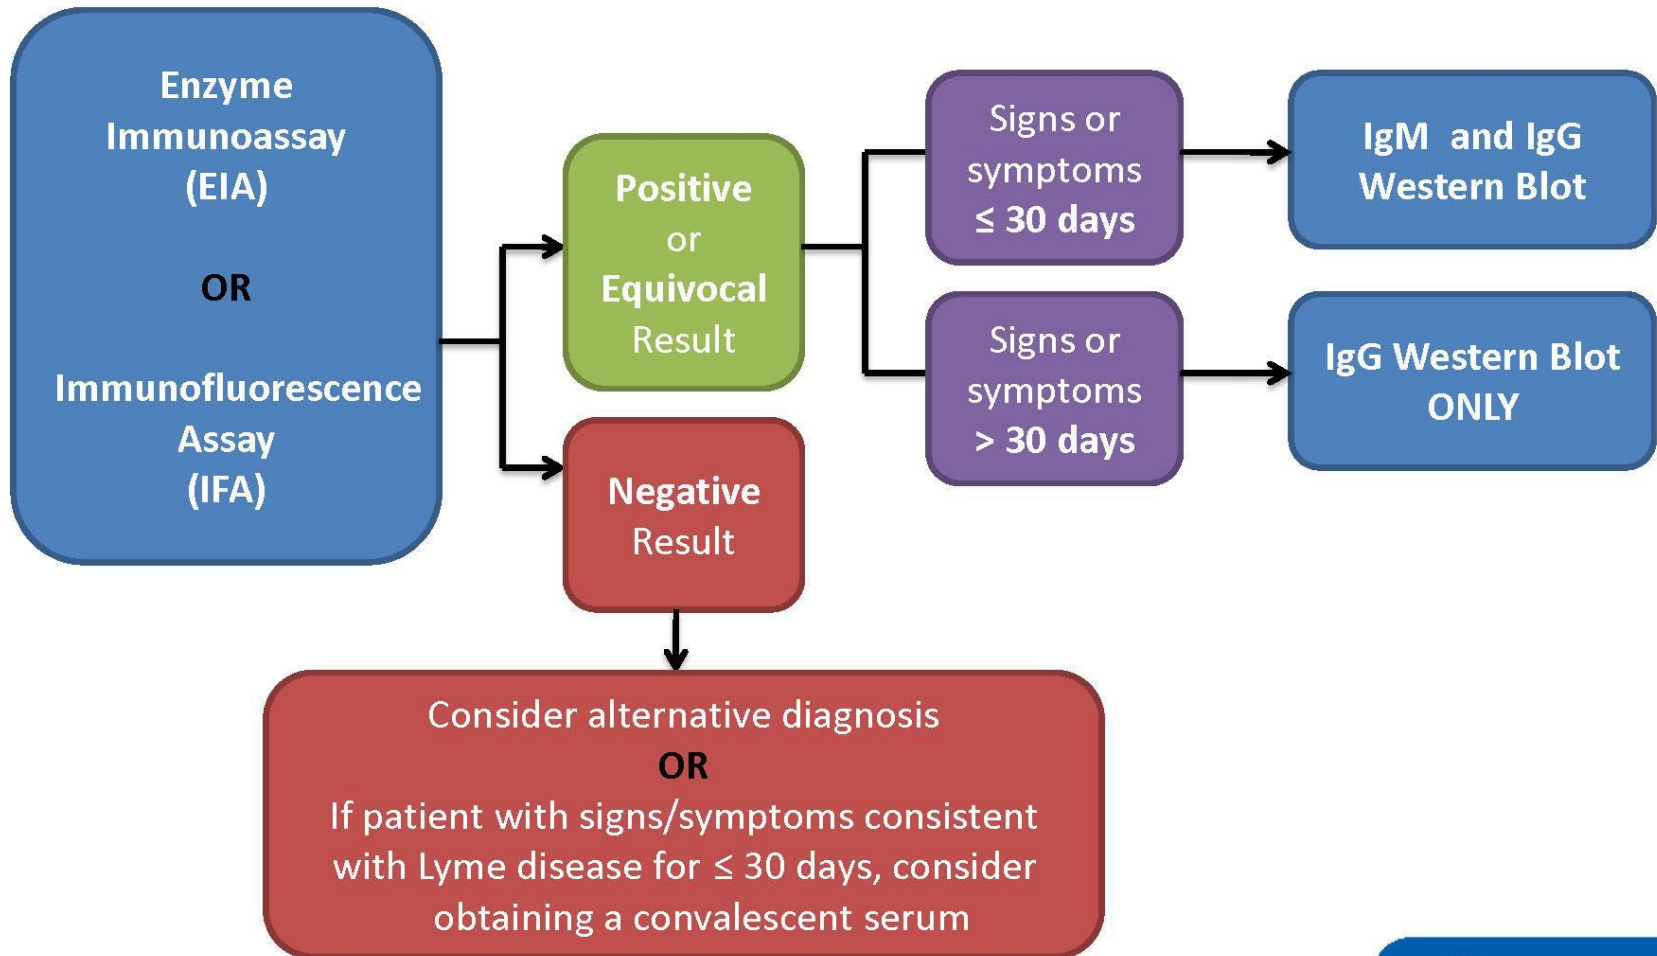 Enzyme
Immunoassay
(EIA)
OR
Immunofluorescence
Assay
(IFA)
Positive
or
Equivocal
Result
Negative
Result
Signs or
symptoms
≤ 30 days
IgM and IgG
Western Blot
Signs or
symptoms
> 30 days
IgG Western Blot
ONLY
Consider alternative diagnosis
OR
If patient with signs/symptoms consistent
with Lyme disease for ≤ 30 days, consider
obtaining a convalescent serum